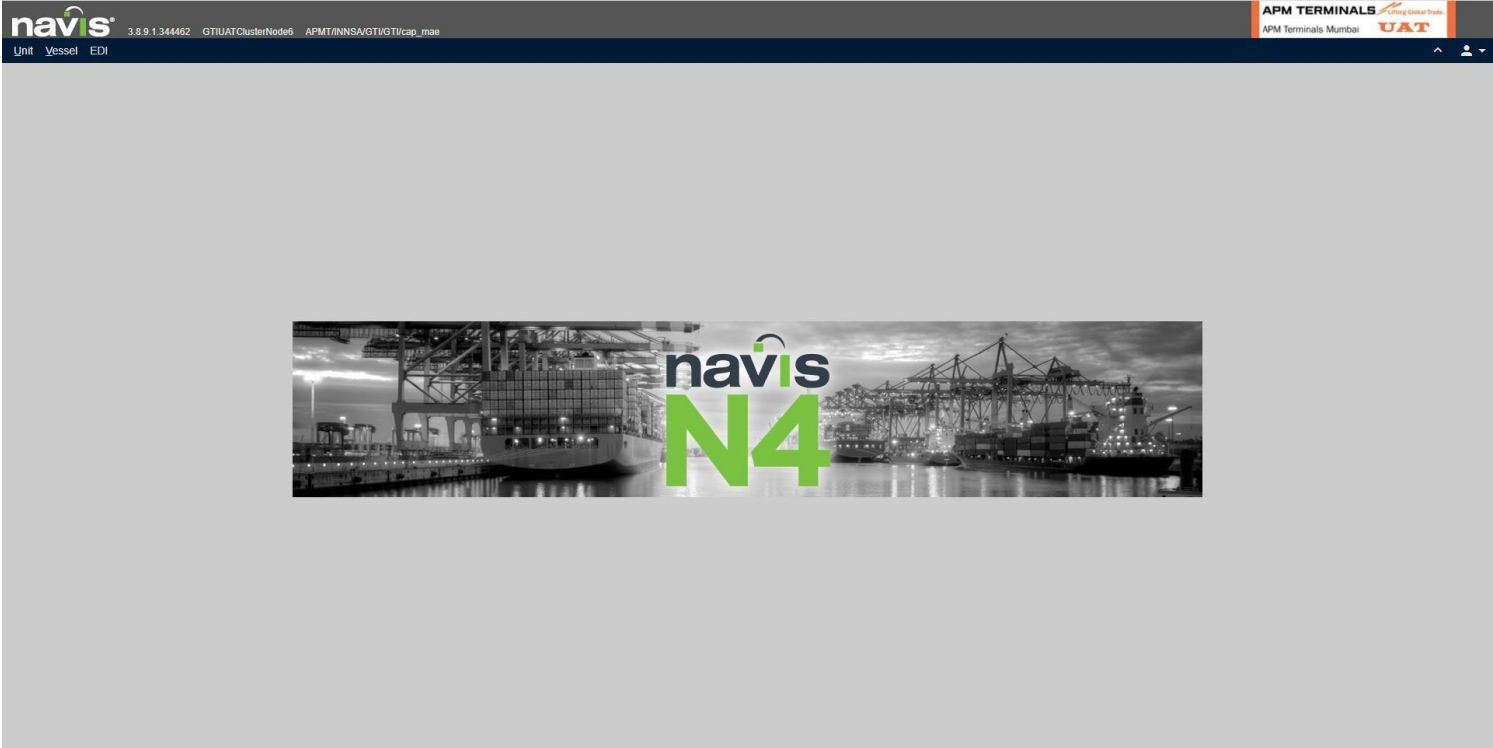 navis® 3.8.9.1.344462 GTIUATClusterNode6 APMT/INNSA/GTI/GTI/cap_mae
APM TERMINALS Lifting Global Trade.
APM Terminals Mumbai UAT
Unit Vessel EDI
navis
N4